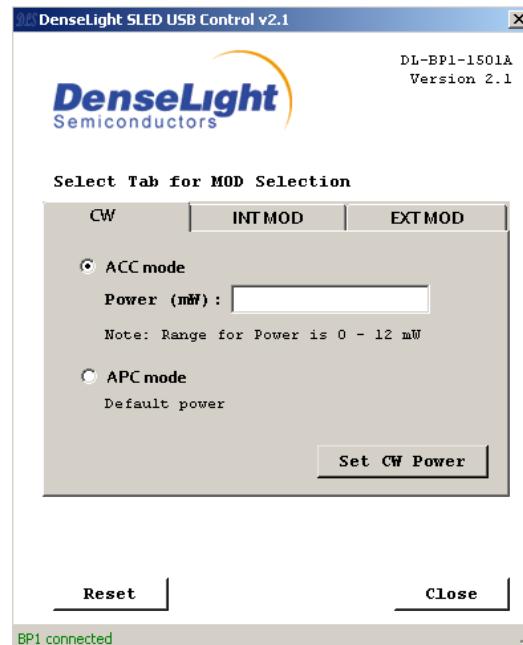 DenseLight SLED USB Control v2.1
DL-BP1-1501A
Version 2.1
DenseLight
Semiconductors
Select Tab for MOD Selection
CW INT MOD EXT MOD
ACC mode
Power (mW):
Note: Range for Power is 0 - 12 mW
APC mode
Default power
Set CW Power
Reset Close
BP1 connected